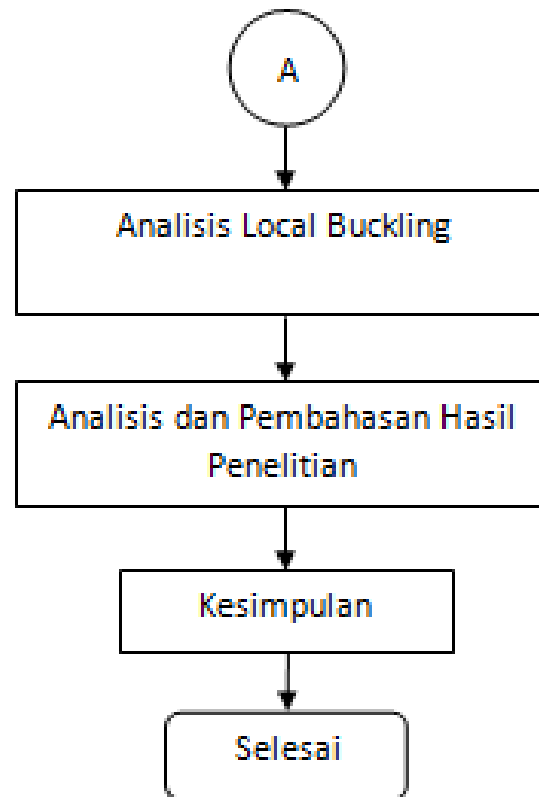 A
Analisis Local Buckling
Analisis dan Pembahasan Hasil
Penelitian
Kesimpulan
Selesai